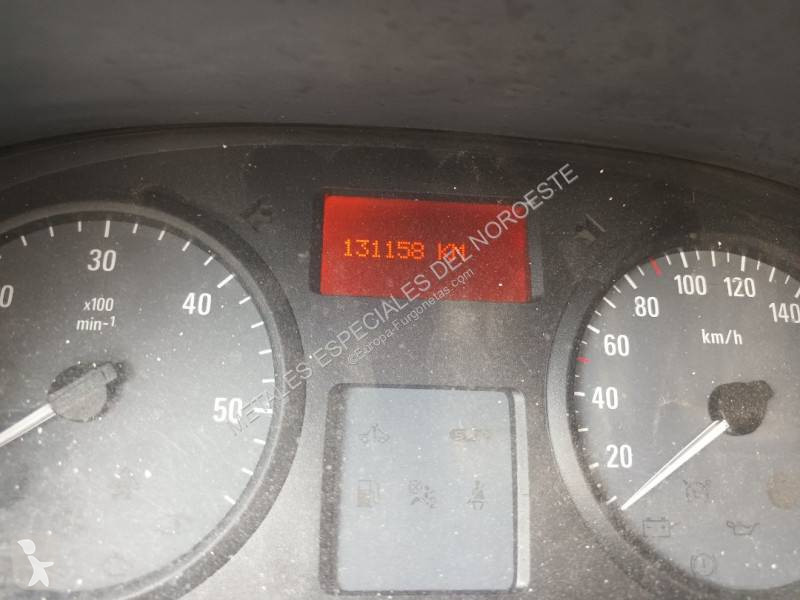 131158 KM
30
40
50
x100
min-1
20
40
60
80
100
120
140
km/h
METALES ESPECIALES DEL NOROESTE
©Europa-Furgonetas.com